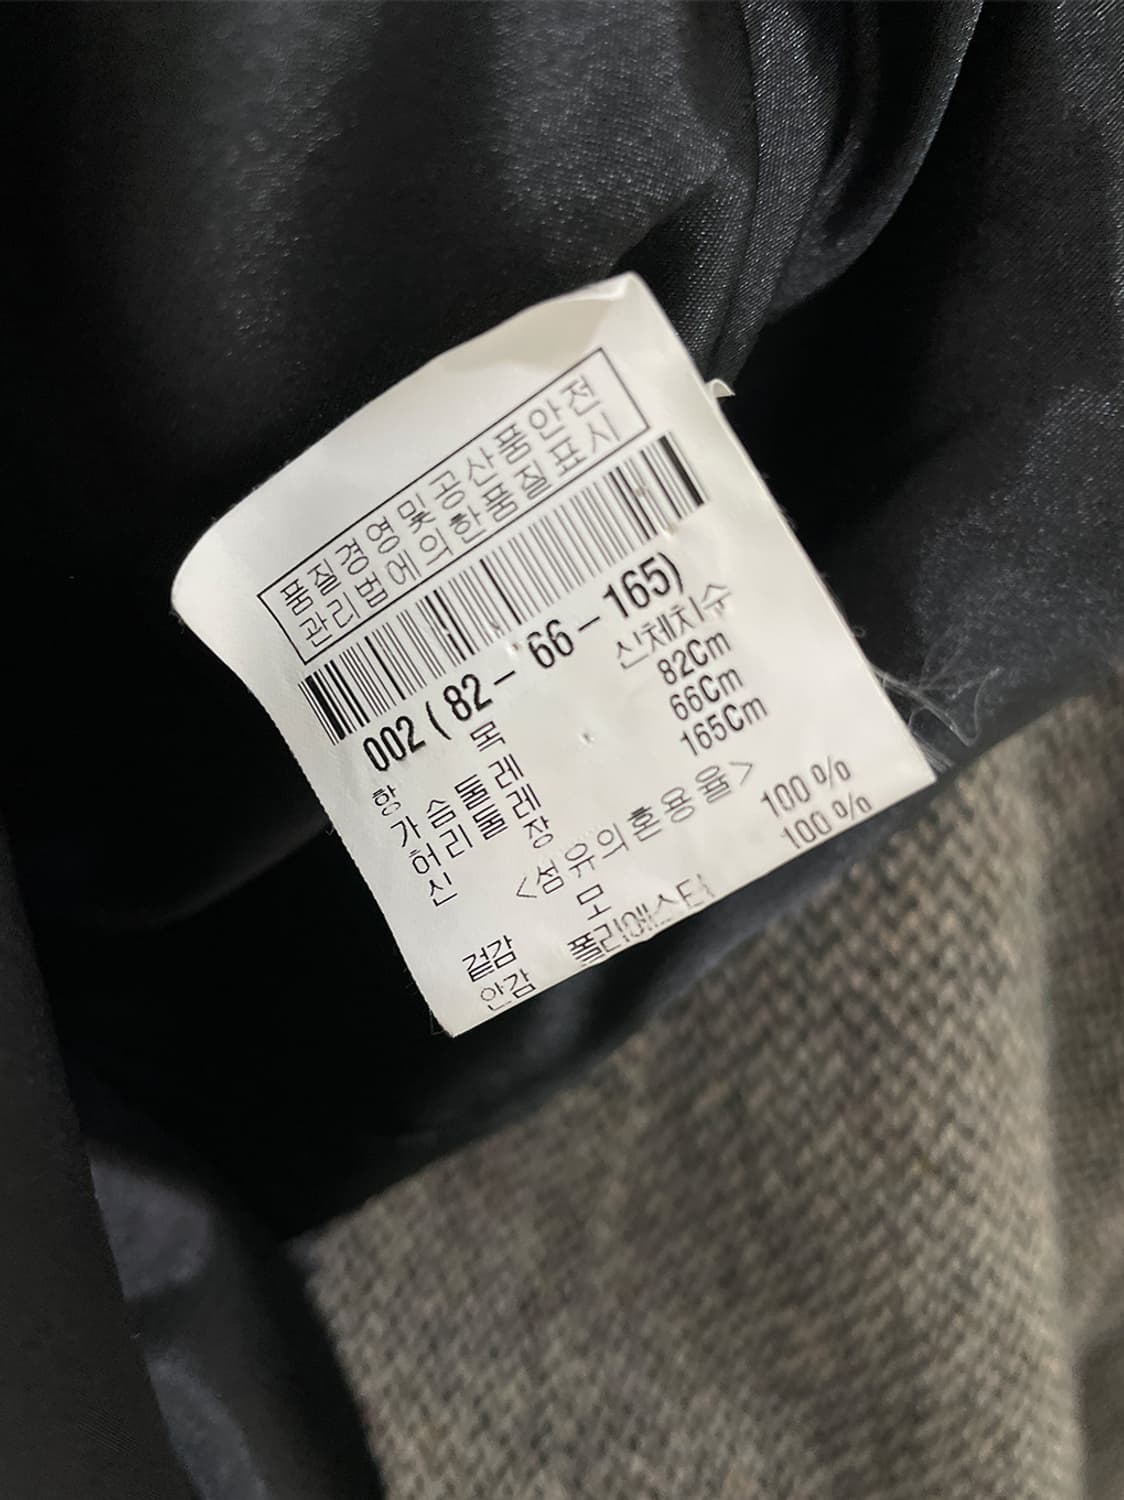 품질경영및공산품안전
관리법에의한품질표시
002 ( 82 - 66 - 165)
항 목 신체치수
가 슴 둘 레 82Cm
허 리 둘 레 66Cm
신 장 165Cm
<섬유의혼용율>
겉감 모 100 %
안감 폴리에스터 100 %